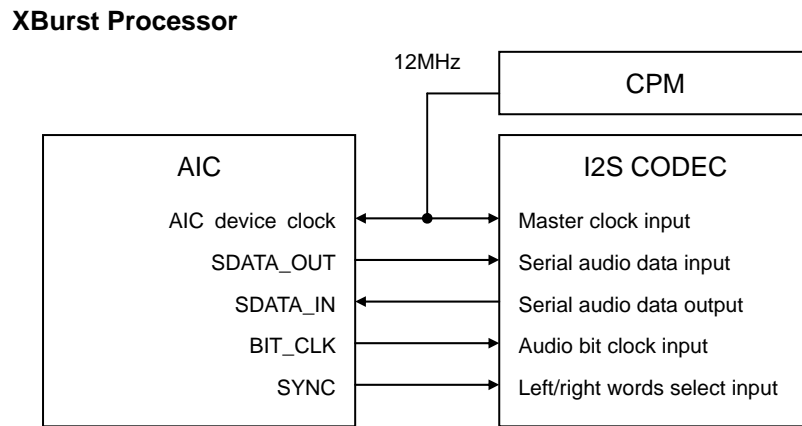 XBurst Processor
12MHz
CPM
AIC
I2S CODEC
AIC device clock
Master clock input
SDATA_OUT
Serial audio data input
SDATA_IN
Serial audio data output
BIT_CLK
Audio bit clock input
SYNC
Left/right words select input